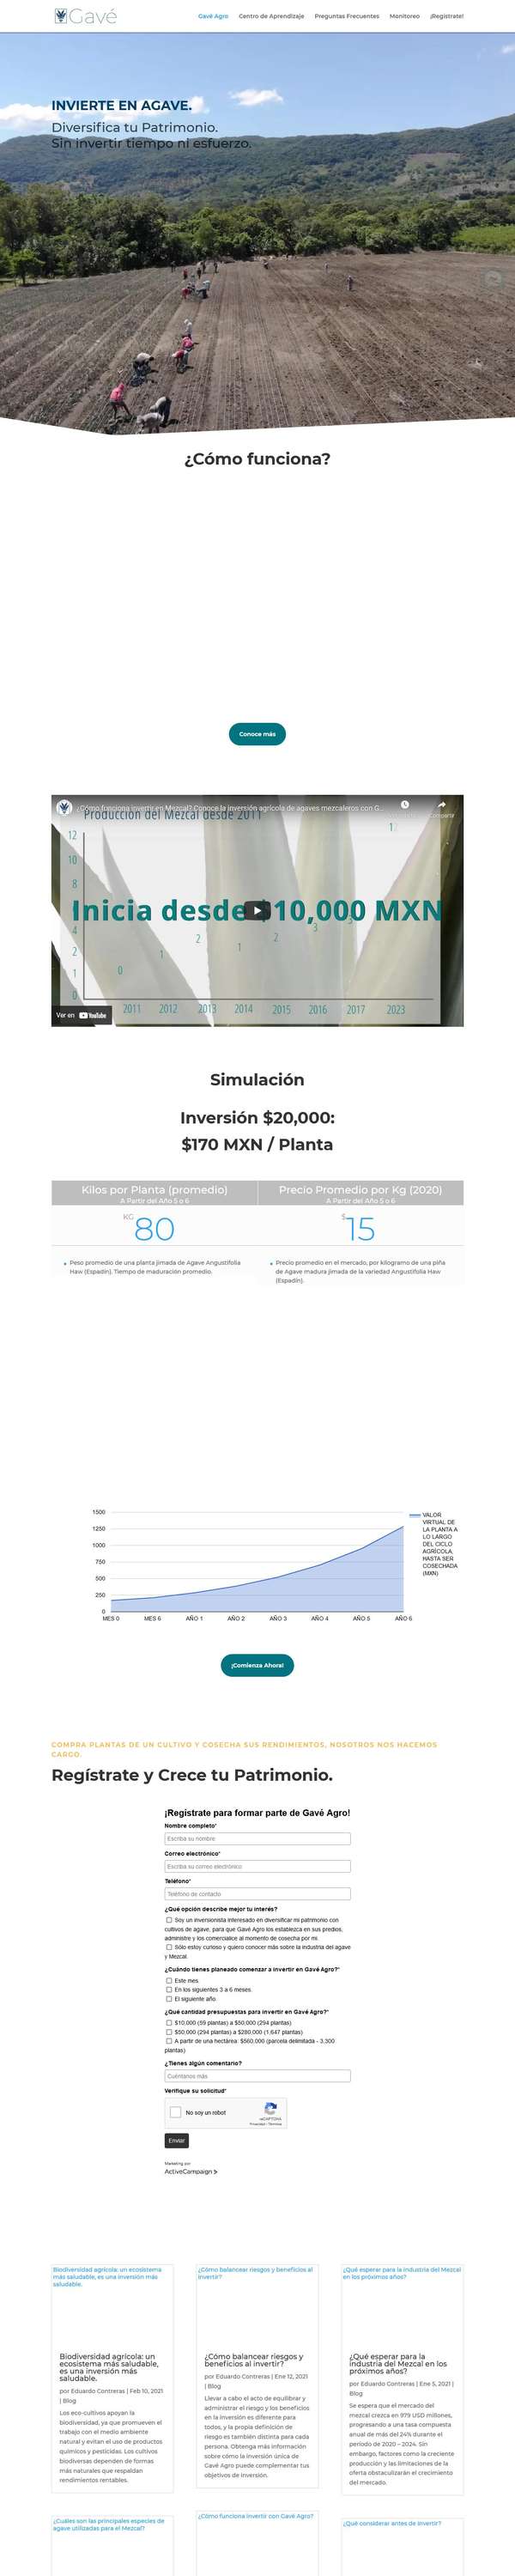 Gavé
Gavé Agro
Centro de Aprendizaje
Preguntas Frecuentes
Monitoreo
¡Regístrate!
INVIERTE EN AGAVE.
Diversifica tu Patrimonio.
Sin invertir tiempo ni esfuerzo.
¿Cómo funciona?
Conoce más
¿Cómo funciona invertir en Mezcal? Conoce la inversión agrícola de agaves mezcaleros con G...
Compartir
Producción del Mezcal desde 2011
Inicia desde $10,000 MXN
12
10
8
4
2
1
0
0
1
2
1
2
3
3
2011 2012 2013 2014 2015 2016 2017 2023
Ver en YouTube
Simulación
Inversión $20,000:
$170 MXN / Planta
Kilos por Planta (promedio)
A Partir del Año 5 o 6
KG 80
Peso promedio de una planta jimada de Agave Angustifolia
Haw (Espadín). Tiempo de maduración promedio.
Precio Promedio por Kg (2020)
A Partir del Año 5 o 6
$15
Precio promedio en el mercado, por kilogramo de una piña
de Agave madura jimada de la variedad Angustifolia Haw
(Espadín).
1500
1250
1000
750
500
250
0
MES 0 MES 6 AÑO 1 AÑO 2 AÑO 3 AÑO 4 AÑO 5 AÑO 6
VALOR
VIRTUAL DE
LA PLANTA A
LO LARGO
DEL CICLO
AGRÍCOLA,
HASTA SER
COSECHADA
(MXN)
¡Comienza Ahora!
COMPRA PLANTAS DE UN CULTIVO Y COSECHA SUS RENDIMIENTOS, NOSOTROS NOS HACEMOS
CARGO.
Regístrate y Crece tu Patrimonio.
¡Regístrate para formar parte de Gavé Agro!
Nombre completo*
Escriba su nombre
Correo electrónico*
Escriba su correo electrónico
Teléfono*
Teléfono de contacto
¿Qué opción describe mejor tu interés?
Soy un inversionista interesado en diversificar mi patrimonio con
cultivos de agave, para que Gavé Agro los establezca en sus predios,
administre y los comercialice al momento de cosecha por mi.
Sólo estoy curioso y quiero conocer más sobre la industria del agave
y Mezcal.
¿Cuándo tienes planeado comenzar a invertir en Gavé Agro?*
Este mes.
En los siguientes 3 a 6 meses.
El siguiente año.
¿Qué cantidad presupuestas para invertir en Gavé Agro?*
$10,000 (59 plantas) a $50,000 (294 plantas)
$50,000 (294 plantas) a $280,000 (1,647 plantas)
A partir de una hectárea $560,000 (parcela delimitada - 3,300
plantas)
¿Tienes algún comentario?
Cuéntanos más
Verifique su solicitud*
No soy un robot
reCAPTCHA
Privacidad - Términos
Enviar
Marketing por
ActiveCampaign >
Biodiversidad agrícola: un ecosistema
más saludable, es una inversión más
saludable.
Biodiversidad agrícola: un
ecosistema más saludable,
es una inversión más
saludable.
por Eduardo Contreras | Feb 10, 2021
| Blog
Los eco-cultivos apoyan la
biodiversidad, ya que promueven el
trabajo con el medio ambiente
natural y evitan el uso de productos
químicos y pesticidas. Los cultivos
biodiversas dependen de formas
más naturales que respaldan
rendimientos rentables.
¿Cómo balancear riesgos y beneficios al
invertir?
¿Cómo balancear riesgos y
beneficios al invertir?
por Eduardo Contreras | Ene 12, 2021
| Blog
Llevar a cabo el acto de equilibrar y
administrar el riesgo y los beneficios
en la inversión es diferente para
todos, y la propia definición de
riesgo es también distinta para cada
persona. Obtenga más información
sobre cómo la inversión única de
Gavé Agro puede complementar tus
objetivos de inversión.
¿Qué esperar para la industria del Mezcal
en los próximos años?
¿Qué esperar para la
industria del Mezcal en los
próximos años?
por Eduardo Contreras | Ene 5, 2021 |
Blog
Se espera que el mercado del
mezcal crezca en 979 USD millones,
progresando a una tasa compuesta
anual de más del 24% durante el
período de 2020 – 2024. Sin
embargo, factores como la creciente
producción y las limitaciones de la
oferta obstaculizarán el crecimiento
del mercado.
¿Cuáles son las principales especies de
agave utilizadas para el Mezcal?
¿Cómo funciona invertir con Gavé Agro?
¿Qué considerar antes de invertir?